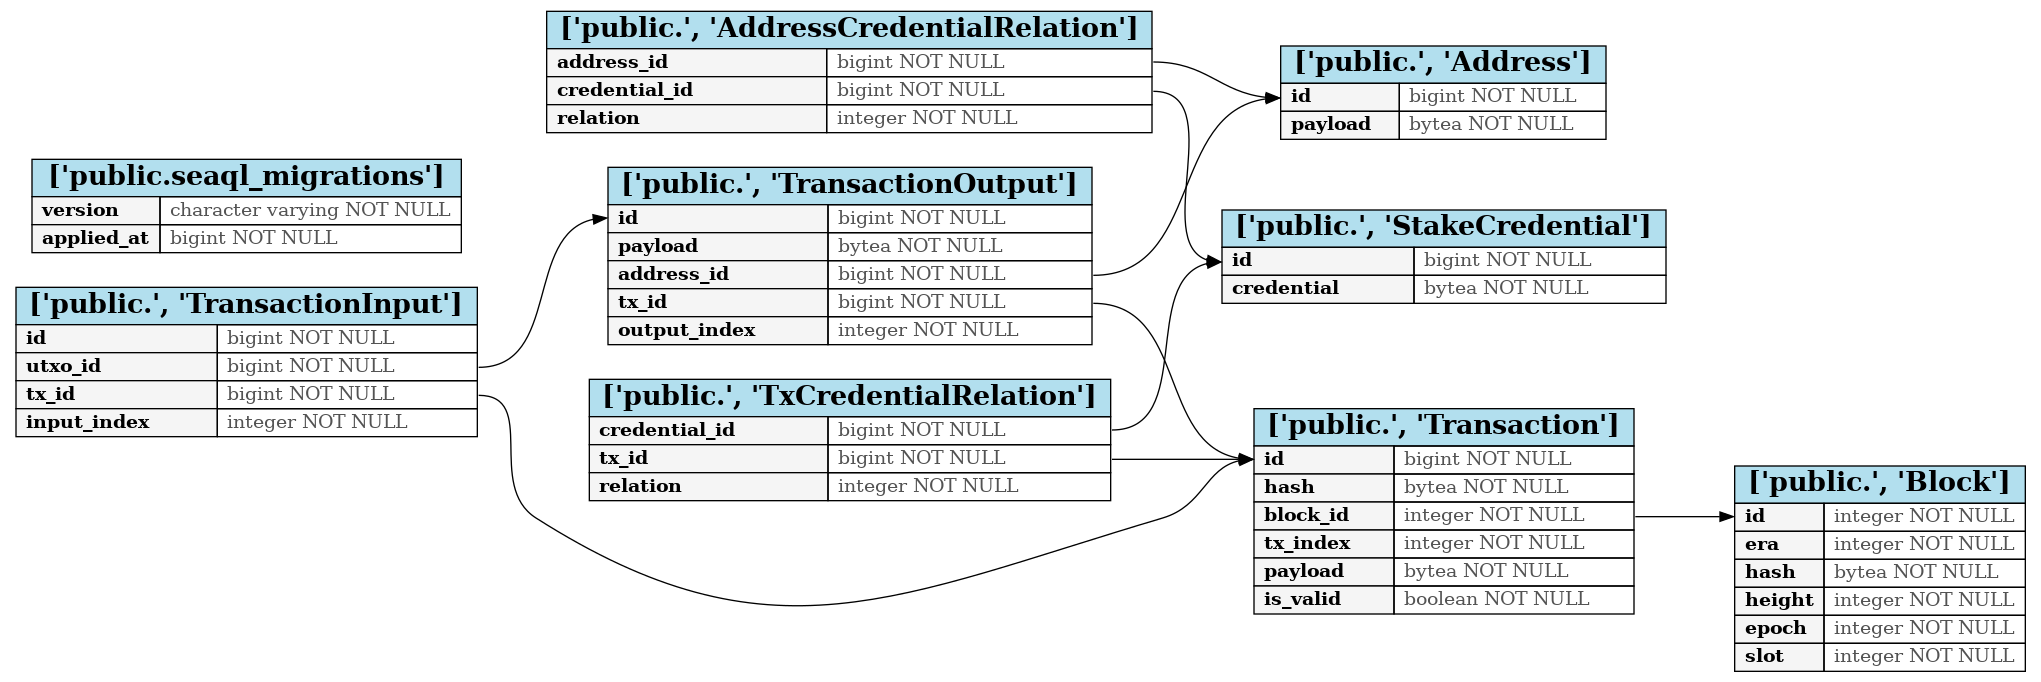 ['public.', 'AddressCredentialRelation']
address_id bigint NOT NULL
credential_id bigint NOT NULL
relation integer NOT NULL
['public.', 'Address']
id bigint NOT NULL
payload bytea NOT NULL
['public.seaql_migrations']
version character varying NOT NULL
applied_at bigint NOT NULL
['public.', 'TransactionOutput']
id bigint NOT NULL
payload bytea NOT NULL
address_id bigint NOT NULL
tx_id bigint NOT NULL
output_index integer NOT NULL
['public.', 'StakeCredential']
id bigint NOT NULL
credential bytea NOT NULL
['public.', 'TransactionInput']
id bigint NOT NULL
utxo_id bigint NOT NULL
tx_id bigint NOT NULL
input_index integer NOT NULL
['public.', 'TxCredentialRelation']
credential_id bigint NOT NULL
tx_id bigint NOT NULL
relation integer NOT NULL
['public.', 'Transaction']
id bigint NOT NULL
hash bytea NOT NULL
block_id integer NOT NULL
tx_index integer NOT NULL
payload bytea NOT NULL
is_valid boolean NOT NULL
['public.', 'Block']
id integer NOT NULL
era integer NOT NULL
hash bytea NOT NULL
height integer NOT NULL
epoch integer NOT NULL
slot integer NOT NULL